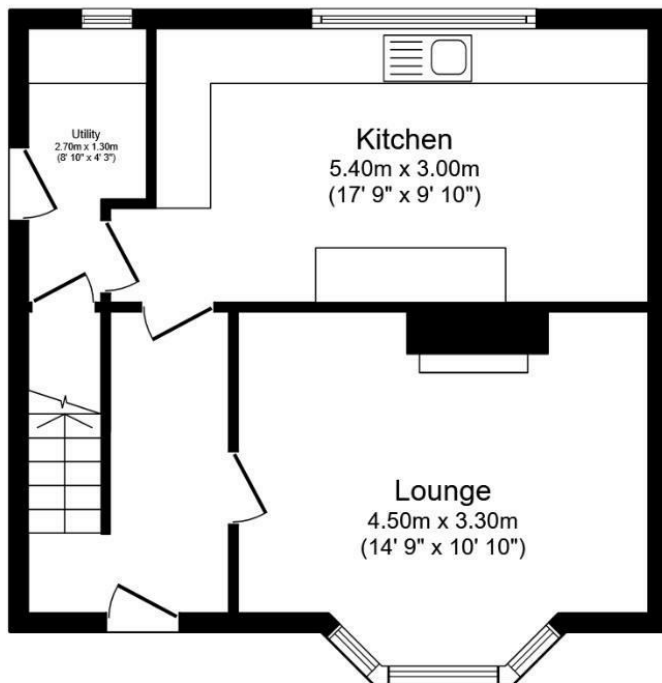 Utility
2.70m x 1.30m
(8' 10" x 4' 3")
Kitchen
5.40m x 3.00m
(17' 9" x 9' 10")
Lounge
4.50m x 3.30m
(14' 9" x 10' 10")